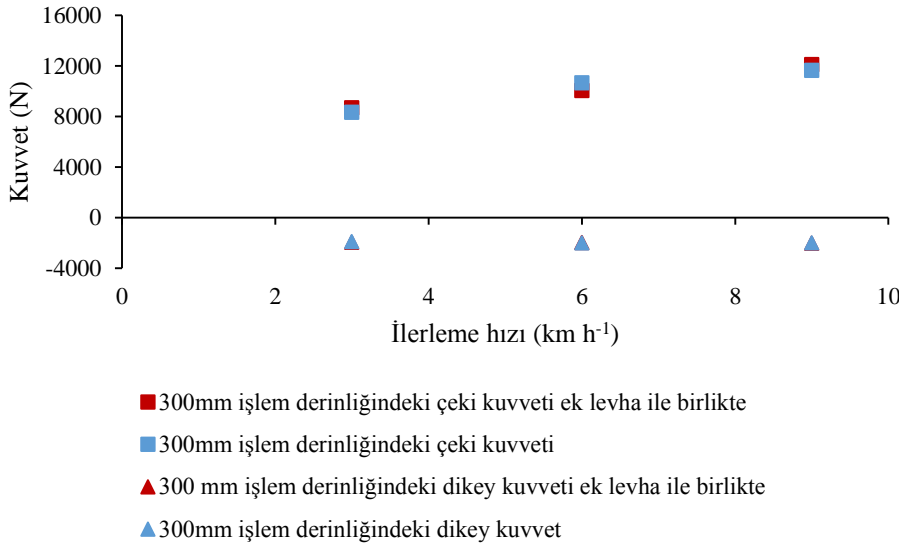 16000
12000
8000
4000
0
-4000
Kuvvet (N)
0 2 4 6 8 10
İlerleme hızı (km h⁻¹)
300mm işlem derinliğindeki çeki kuvveti ek levha ile birlikte
300mm işlem derinliğindeki çeki kuvveti
300 mm işlem derinliğindeki dikey kuvveti ek levha ile birlikte
300mm işlem derinliğindeki dikey kuvvet